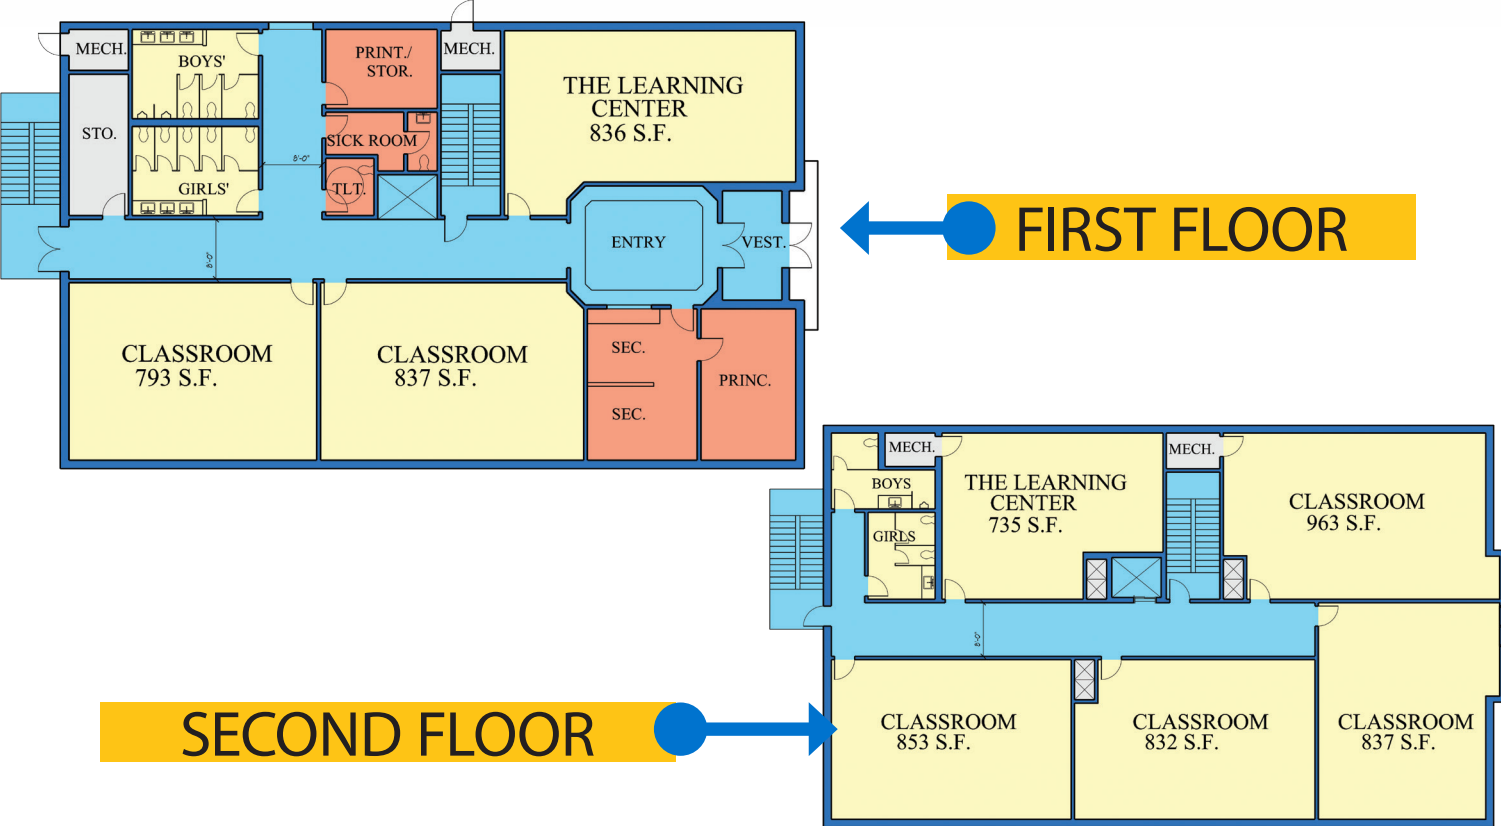 MECH.
BOYS'
PRINT./
STOR.
MECH.
THE LEARNING
CENTER
836 S.F.
STO.
SICK ROOM
8'-0"
GIRLS'
TLT.
8'-0"
ENTRY
VEST.
FIRST FLOOR
CLASSROOM
793 S.F.
CLASSROOM
837 S.F.
SEC.
SEC.
PRINC.
MECH.
MECH.
BOYS
THE LEARNING
CENTER
735 S.F.
CLASSROOM
963 S.F.
GIRLS
8'-0"
SECOND FLOOR
CLASSROOM
853 S.F.
CLASSROOM
832 S.F.
CLASSROOM
837 S.F.